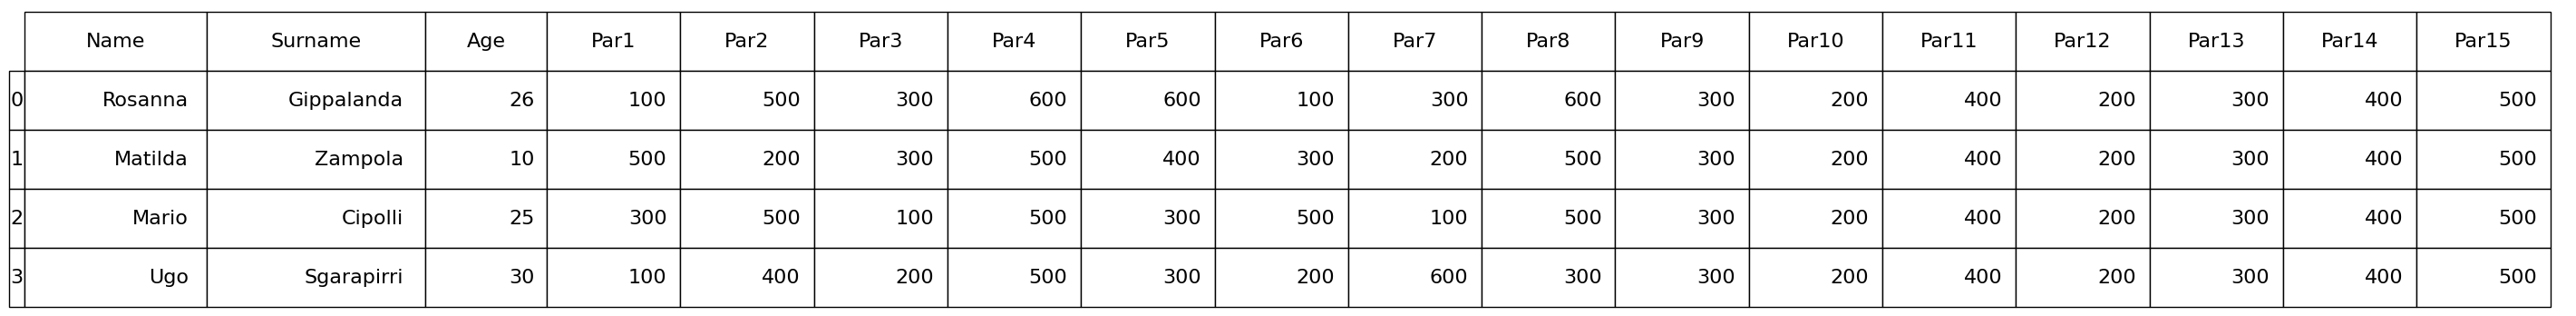 Name Surname Age Par1 Par2 Par3 Par4 Par5 Par6 Par7 Par8 Par9 Par10 Par11 Par12 Par13 Par14 Par15
0 Rosanna Gippalanda 26 100 500 300 600 600 100 300 600 300 200 400 200 300 400 500
1 Matilda Zampola 10 500 200 300 500 400 300 200 500 300 200 400 200 300 400 500
2 Mario Cipolli 25 300 500 100 500 300 500 100 500 300 200 400 200 300 400 500
3 Ugo Sgarapirri 30 100 400 200 500 300 200 600 300 300 200 400 200 300 400 500